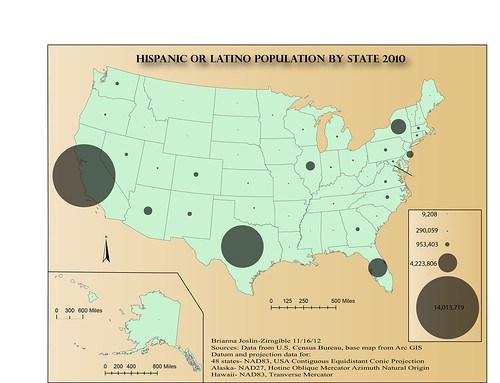 HISPANIC OR LATINO POPULATION BY STATE 2010
9,208
290,059
953,403
4,223,806
14,013,719
0 125 250 500 Miles
0 300 600 Miles
0 200 400 800 Miles
Brianna Joslin-Zirngible 11/16/12
Sources: Data from U.S. Census Bureau, base map from Arc GIS
Datum and projection data for:
48 states- NAD83, USA Contiguous Equidistant Conic Projection
Alaska- NAD27, Hotine Oblique Mercator Azimuth Natural Origin
Hawaii- NAD83, Tranverse Mercator